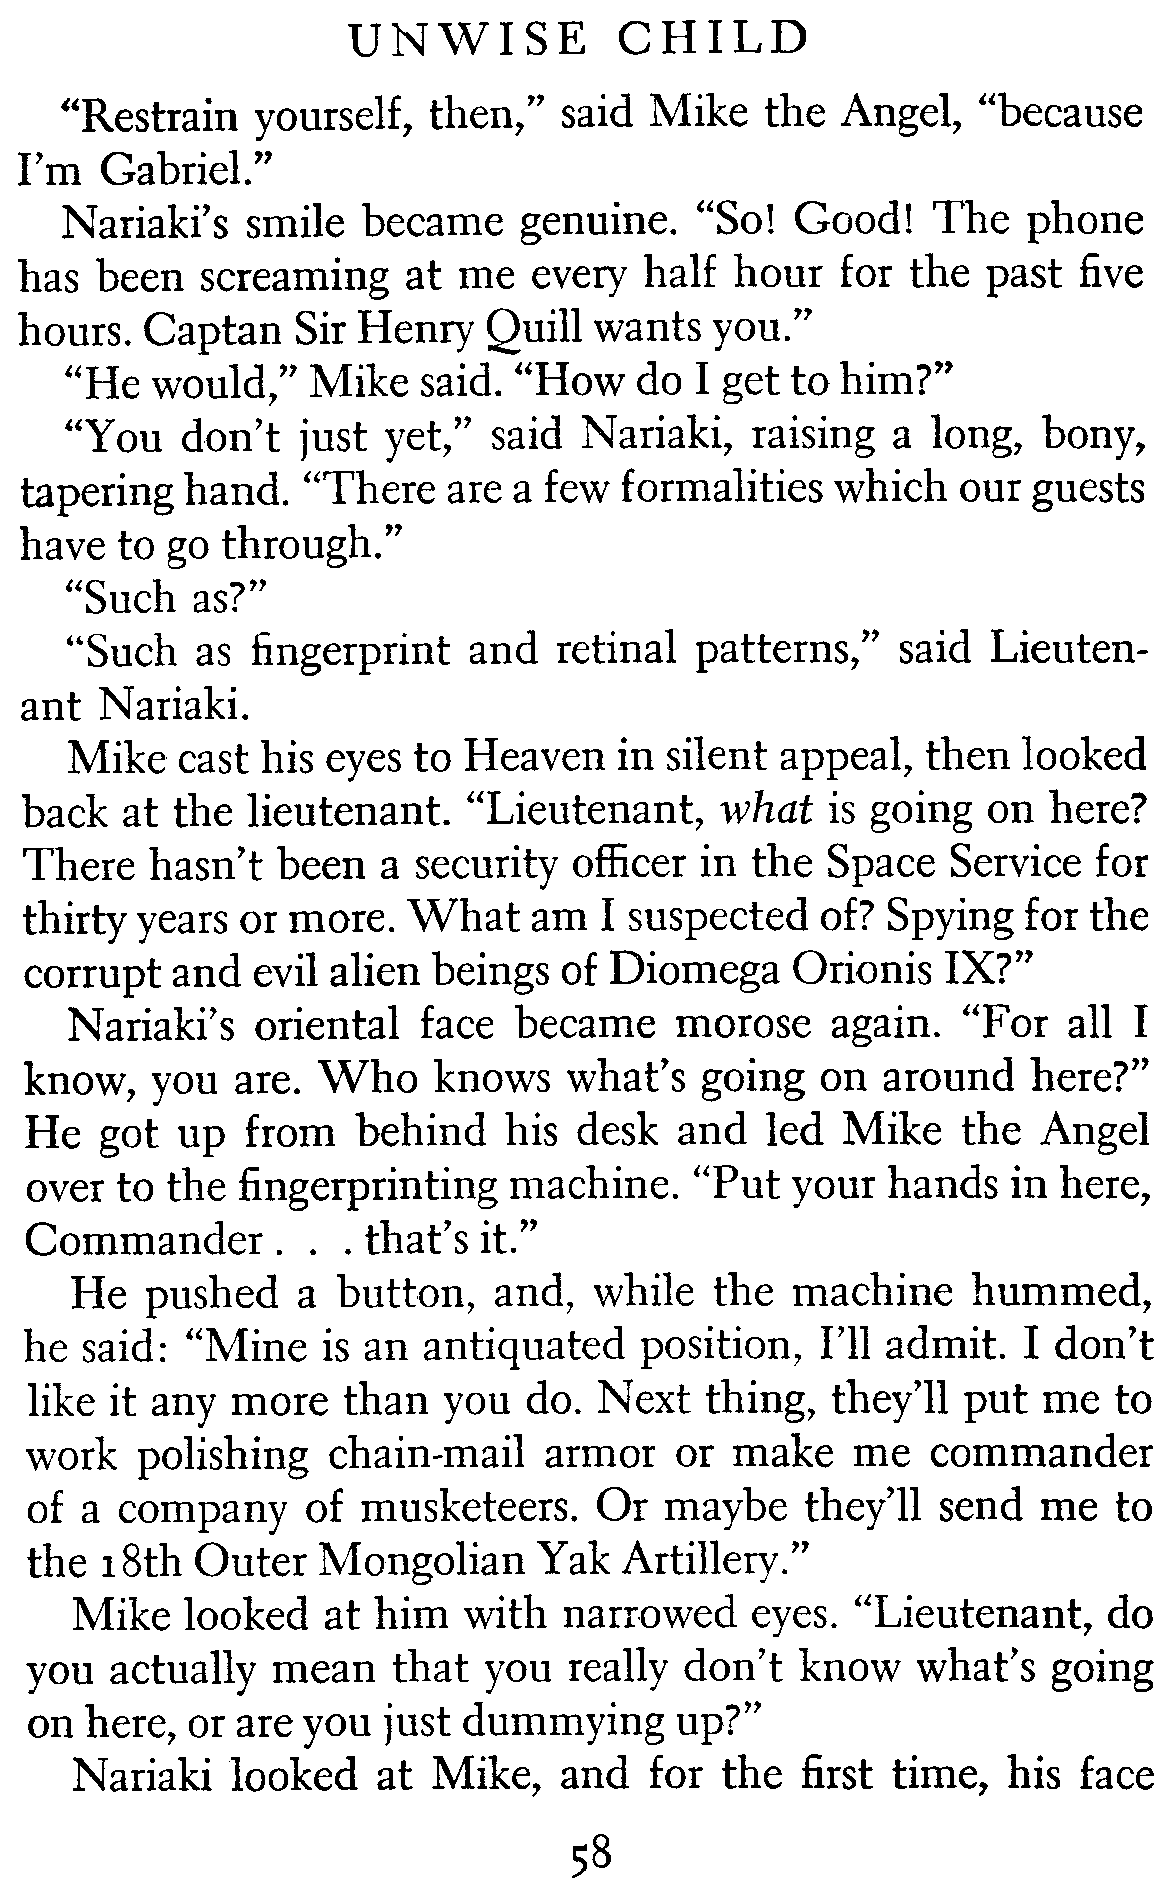 UNWISE CHILD
“Restrain yourself, then,” said Mike the Angel, “because
I’m Gabriel.”
Nariaki’s smile became genuine. “So! Good! The phone
has been screaming at me every half hour for the past five
hours. Captan Sir Henry Quill wants you.”
“He would,” Mike said. “How do I get to him?”
“You don’t just yet,” said Nariaki, raising a long, bony,
tapering hand. “There are a few formalities which our guests
have to go through.”
“Such as?”
“Such as fingerprint and retinal patterns,” said Lieuten-
ant Nariaki.
Mike cast his eyes to Heaven in silent appeal, then looked
back at the lieutenant. “Lieutenant, what is going on here?
There hasn’t been a security officer in the Space Service for
thirty years or more. What am I suspected of? Spying for the
corrupt and evil alien beings of Diomega Orionis IX?”
Nariaki’s oriental face became morose again. “For all I
know, you are. Who knows what’s going on around here?”
He got up from behind his desk and led Mike the Angel
over to the fingerprinting machine. “Put your hands in here,
Commander . . . that’s it.”
He pushed a button, and, while the machine hummed,
he said: “Mine is an antiquated position, I’ll admit. I don’t
like it any more than you do. Next thing, they’ll put me to
work polishing chain-mail armor or make me commander
of a company of musketeers. Or maybe they’ll send me to
the 18th Outer Mongolian Yak Artillery.”
Mike looked at him with narrowed eyes. “Lieutenant, do
you actually mean that you really don’t know what’s going
on here, or are you just dummying up?”
Nariaki looked at Mike, and for the first time, his face
58